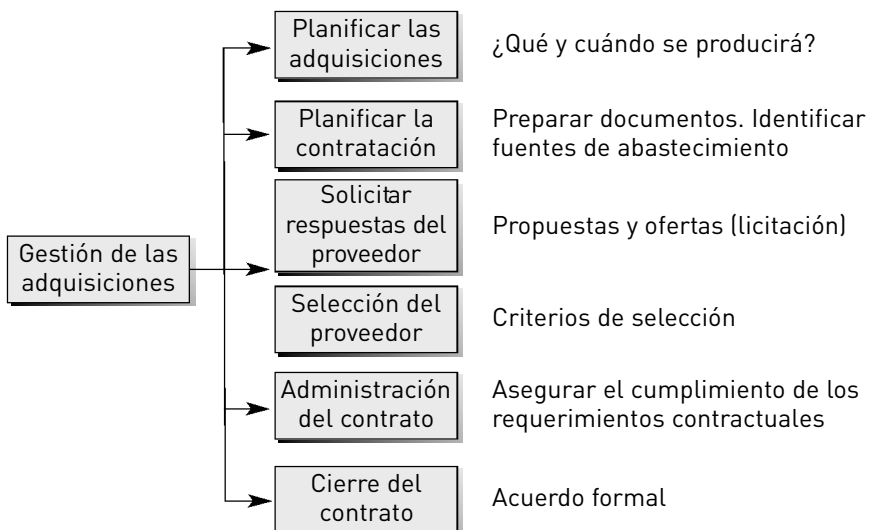 Planificar las
adquisiciones
¿Qué y cuándo se producirá?
Planificar la
contratación
Preparar documentos. Identificar
fuentes de abastecimiento
Solicitar
respuestas del
proveedor
Propuestas y ofertas (licitación)
Gestión de las
adquisiciones
Selección del
proveedor
Criterios de selección
Administración
del contrato
Asegurar el cumplimiento de los
requerimientos contractuales
Cierre del
contrato
Acuerdo formal